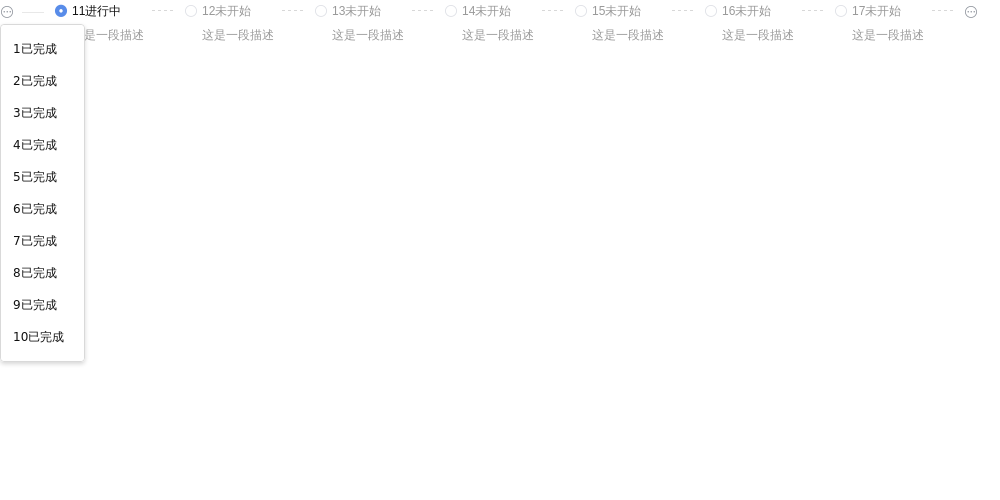 11进行中
12未开始
13未开始
14未开始
15未开始
16未开始
17未开始
是一段描述
这是一段描述
这是一段描述
这是一段描述
这是一段描述
这是一段描述
这是一段描述
1已完成
2已完成
3已完成
4已完成
5已完成
6已完成
7已完成
8已完成
9已完成
10已完成